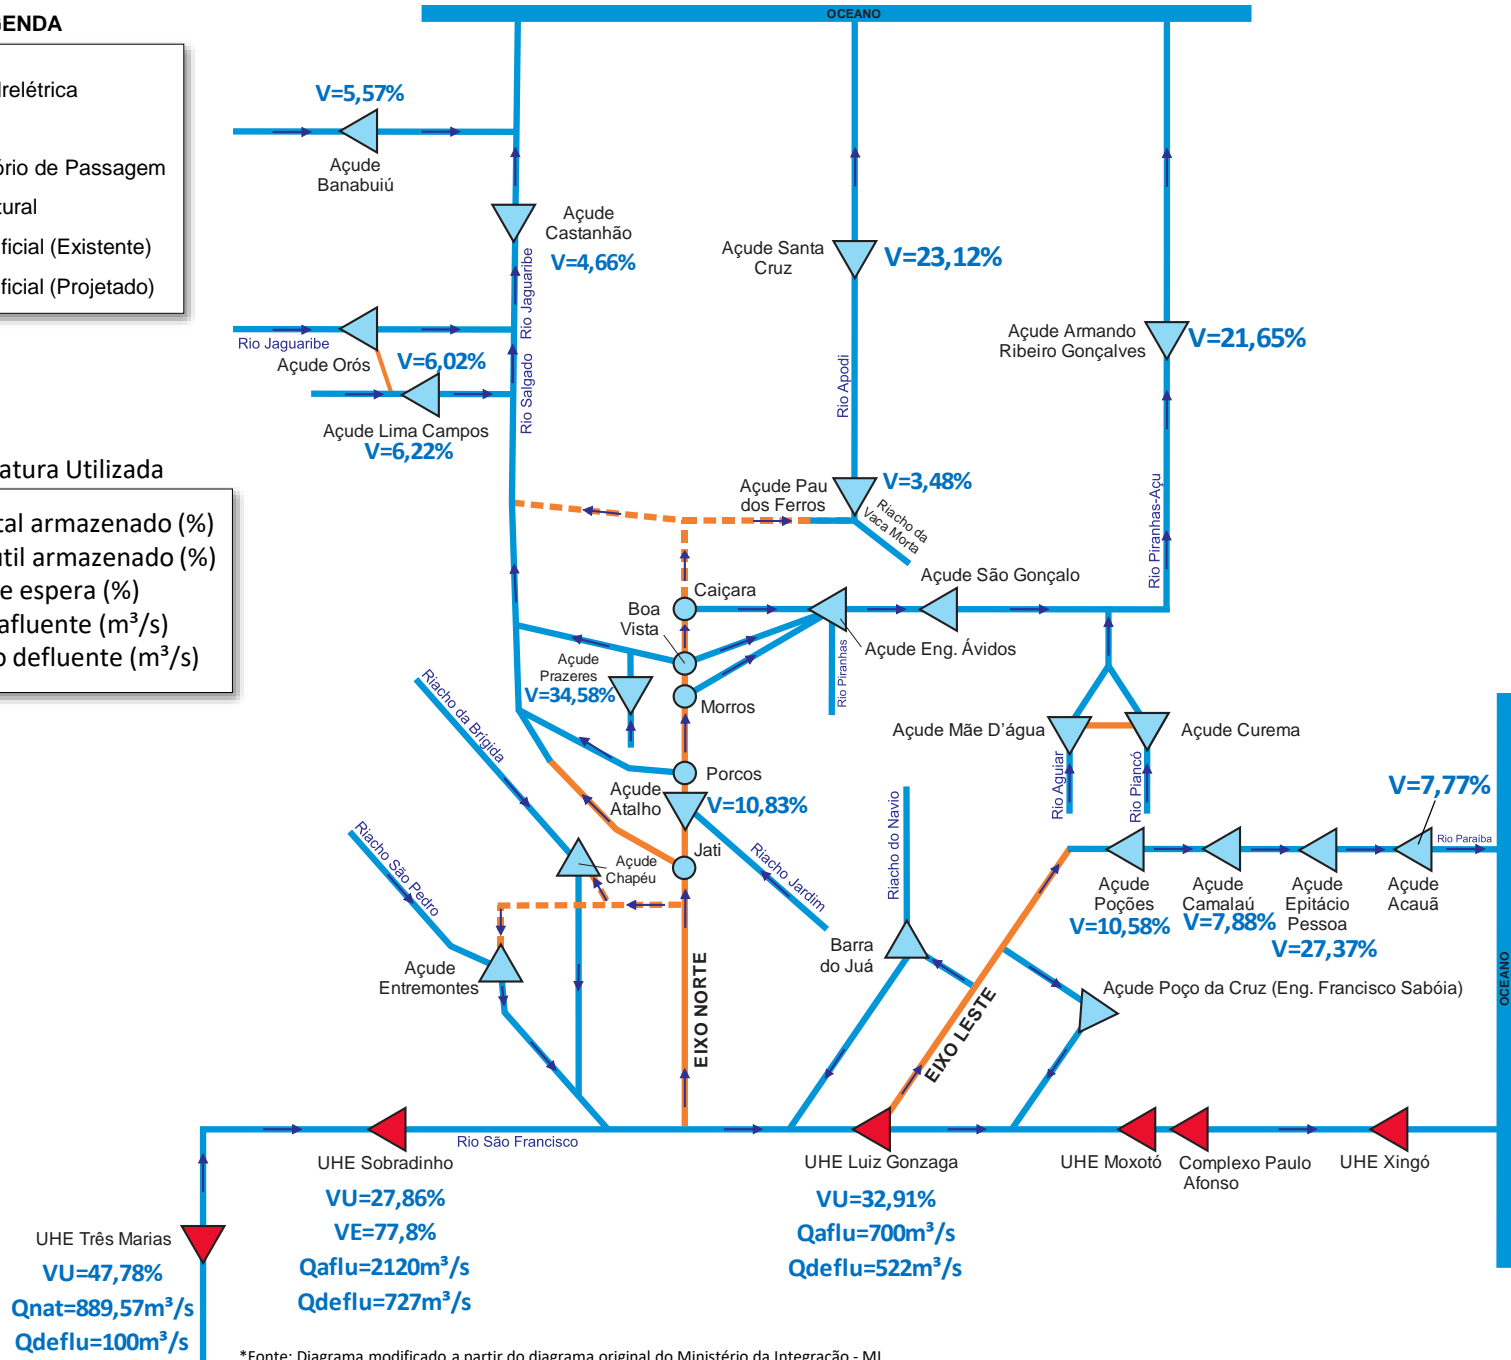 OCEANO
GENDA
drelétrica
ório de Passagem
tural
ificial (Existente)
ificial (Projetado)
V=5,57%
Açude
Banabuiú
Açude
Castanhão
V=4,66%
Rio Jaguaribe
Açude Santa
Cruz
V=23,12%
Açude Armando
Ribeiro Gonçalves
V=21,65%
Rio Jaguaribe
Açude Orós
V=6,02%
Rio Salgado
Rio Apodi
Açude Lima Campos
V=6,22%
atura Utilizada
tal armazenado (%)
útil armazenado (%)
e espera (%)
afluente (m³/s)
o defluente (m³/s)
Açude Pau
dos Ferros
V=3,48%
Riacho da
Vaca Morta
Rio Piranhas-Açu
Caiçara
Boa
Vista
Açude São Gonçalo
Açude Eng. Ávidos
Rio Piranhas
Açude
Prazeres
V=34,58%
Morros
Riacho da Brigida
Porcos
Açude
Atalho
V=10,83%
Açude Mãe D'água
Açude Curema
Rio Aguiar
Rio Piancó
V=7,77%
Rio Paraiba
Riacho São Pedro
Açude
Chapéu
Jati
Riacho Jardim
Riacho do Navio
Açude
Poções
V=10,58%
Açude
Camalaú
V=7,88%
Açude
Epitácio
Pessoa
V=27,37%
Açude
Acauã
Açude
Entremontes
Barra
do Juá
Açude Poço da Cruz (Eng. Francisco Sabóia)
OCEANO
EIXO NORTE
EIXO LESTE
Rio São Francisco
UHE Sobradinho
VU=27,86%
VE=77,8%
Qaflu=2120m³/s
Qdeflu=727m³/s
UHE Luiz Gonzaga
VU=32,91%
Qaflu=700m³/s
Qdeflu=522m³/s
UHE Moxotó
Complexo Paulo
Afonso
UHE Xingó
UHE Três Marias
VU=47,78%
Qnat=889,57m³/s
Qdeflu=100m³/s
*Fonte: Diagrama modificado a partir do diagrama original do Ministério da Integração - MI